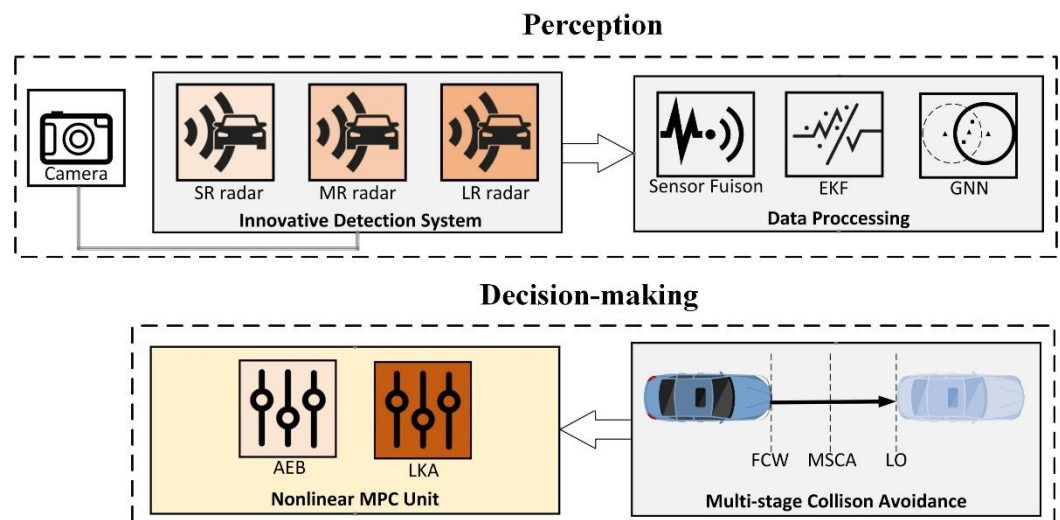 Perception
Camera
SR radar
MR radar
LR radar
Innovative Detection System
Sensor Fuison
EKF
GNN
Data Proccessing
Decision-making
AEB
LKA
Nonlinear MPC Unit
FCW
MSCA
LO
Multi-stage Collision Avoidance